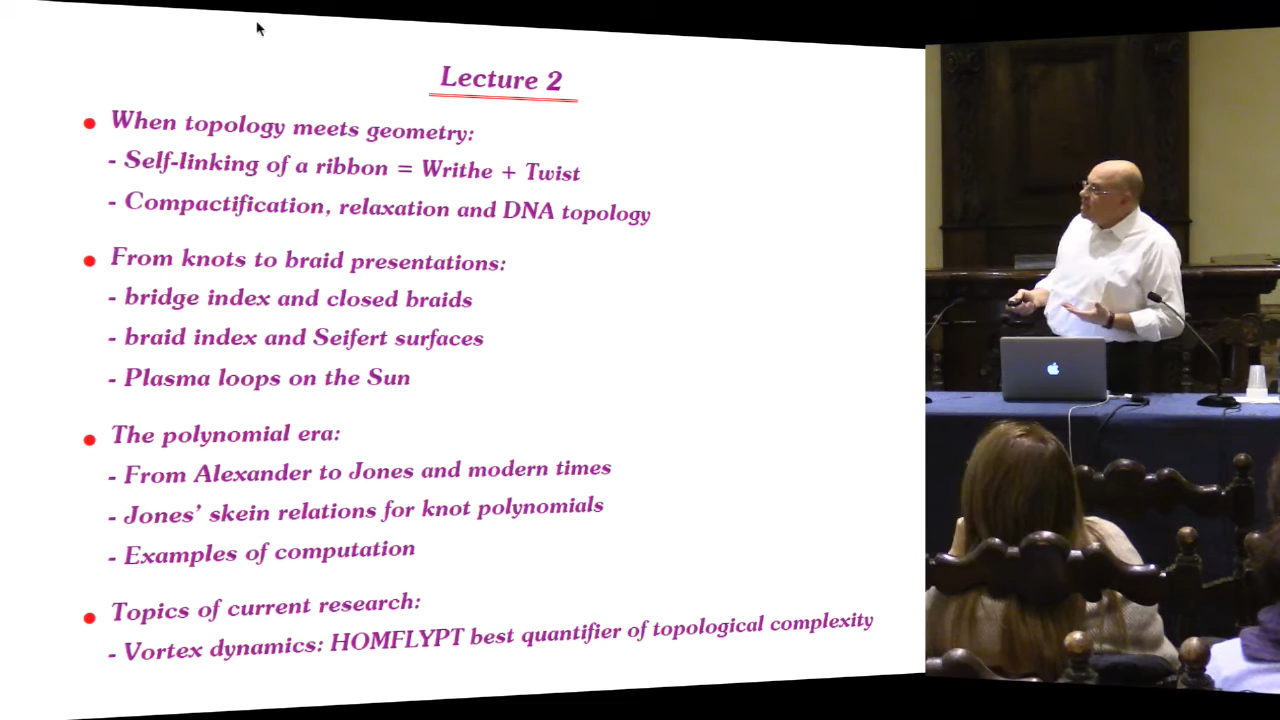 Lecture 2
• When topology meets geometry:
- Self-linking of a ribbon = Writhe + Twist
- Compactification, relaxation and DNA topology
• From knots to braid presentations:
- bridge index and closed braids
- braid index and Seifert surfaces
- Plasma loops on the Sun
• The polynomial era:
- From Alexander to Jones and modern times
- Jones' skein relations for knot polynomials
- Examples of computation
• Topics of current research:
- Vortex dynamics: HOMFLYPT best quantifier of topological complexity